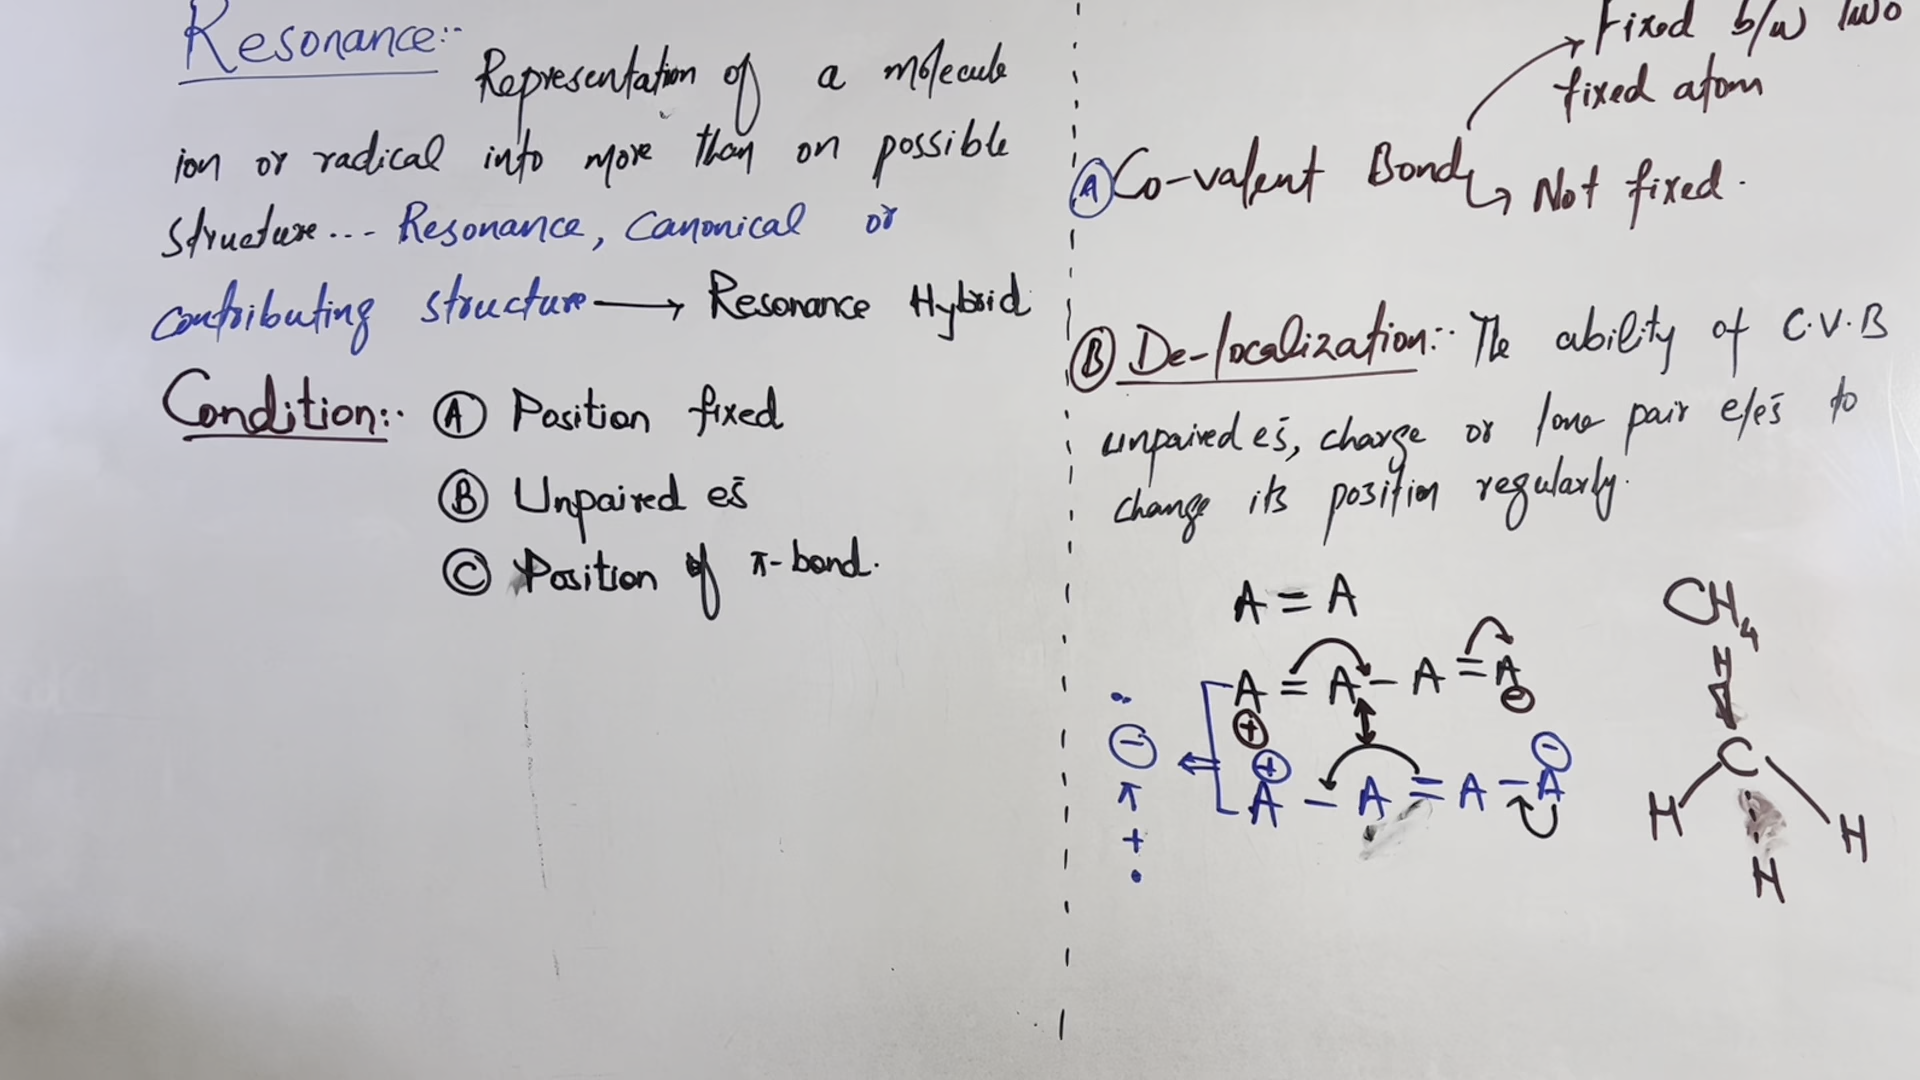 Resonance:-
Representation of a molecule
ion or radical into more than on possible
structure... Resonance, Canonical or
contributing structure → Resonance Hybrid
Condition:- (A) Position fixed
(B) Unpaired es̄
(C) Position of π-bond.
Fixed b/w two
fixed atom
(A) Co-valent Bond
Not fixed.
(B) De-localization:- The ability of C.V.B
unpaired es̄, charge or lone pair e/es̄ to
change its position regularly.
A = A
A = A - A = A
⊕ ⊖
⊕ ⊖
A - A = A - A
⊖
π
+
CH4
H
C
H H
H